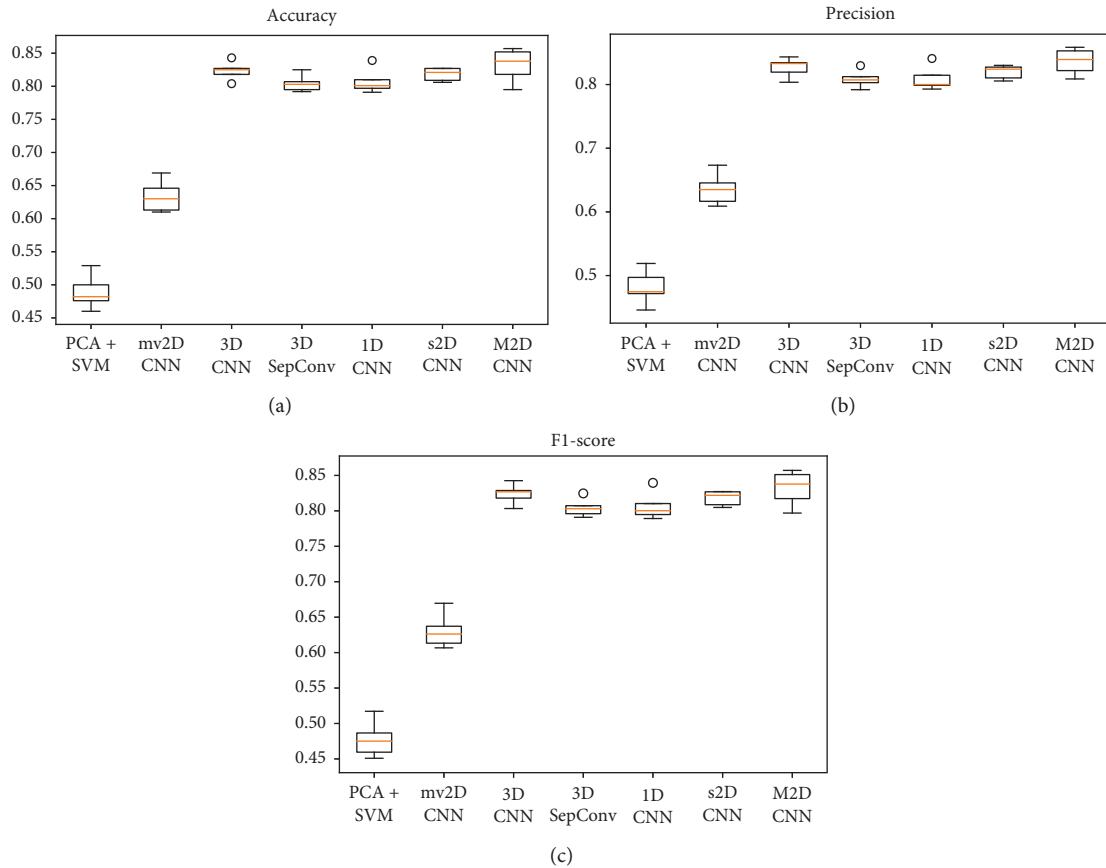 Accuracy
0.85
0.80
0.75
0.70
0.65
0.60
0.55
0.50
0.45
PCA + SVM
mv2D CNN
3D CNN
3D SepConv
1D CNN
s2D CNN
M2D CNN
(a)
Precision
0.8
0.7
0.6
0.5
PCA + SVM
mv2D CNN
3D CNN
3D SepConv
1D CNN
s2D CNN
M2D CNN
(b)
F1-score
0.85
0.80
0.75
0.70
0.65
0.60
0.55
0.50
0.45
PCA + SVM
mv2D CNN
3D CNN
3D SepConv
1D CNN
s2D CNN
M2D CNN
(c)